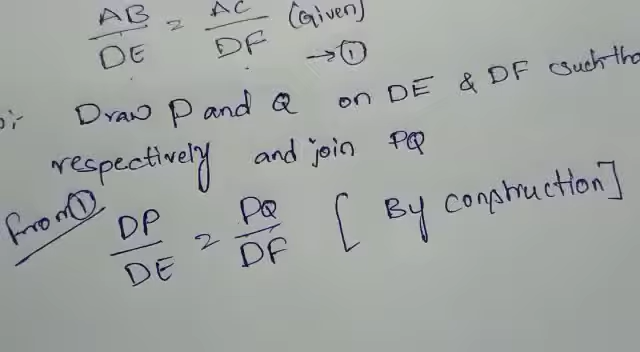 AB/DE = AC/DF (Given)
→①
Draw P and Q on DE & DF such
respectively and join PQ
From① DP/DE = PQ/DF [By construction]